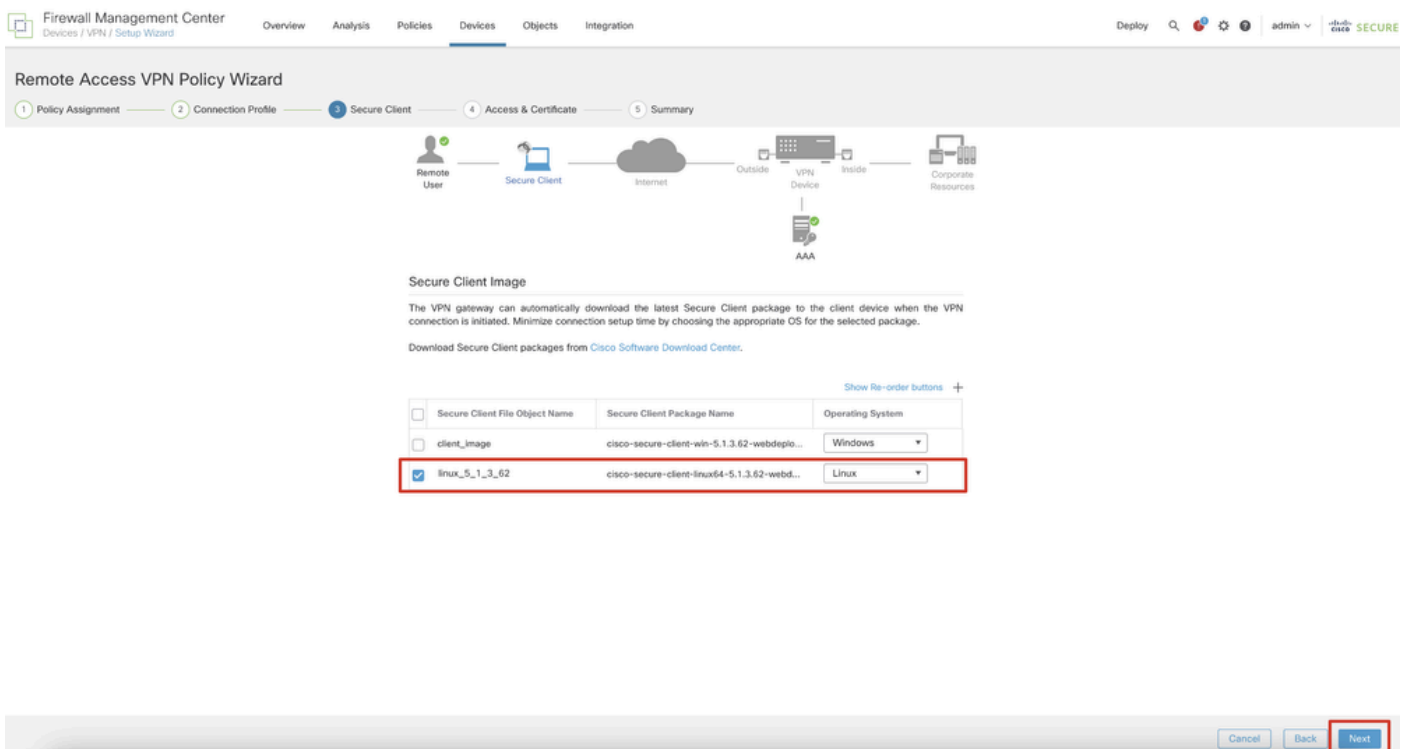 Firewall Management Center
Devices / VPN / Setup Wizard
Overview Analysis Policies Devices Objects Integration Deploy admin cisco SECURE
Remote Access VPN Policy Wizard
1 Policy Assignment 2 Connection Profile 3 Secure Client 4 Access & Certificate 5 Summary
Remote User
Secure Client
Internet
Outside
VPN Device
Inside
Corporate Resources
AAA
Secure Client Image
The VPN gateway can automatically download the latest Secure Client package to the client device when the VPN
connection is initiated. Minimize connection setup time by choosing the appropriate OS for the selected package.
Download Secure Client packages from Cisco Software Download Center.
Show Re-order buttons +
Secure Client File Object Name Secure Client Package Name Operating System
client_image cisco-secure-client-win-5.1.3.62-webdeplo... Windows
linux_5_1_3_62 cisco-secure-client-linux64-5.1.3.62-webd... Linux
Cancel Back Next